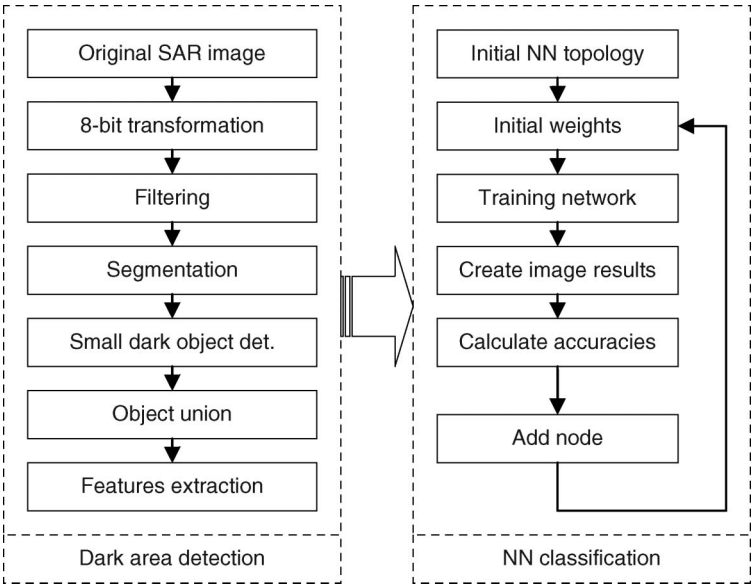 Original SAR image
8-bit transformation
Filtering
Segmentation
Small dark object det.
Object union
Features extraction
Dark area detection
Initial NN topology
Initial weights
Training network
Create image results
Calculate accuracies
Add node
NN classification